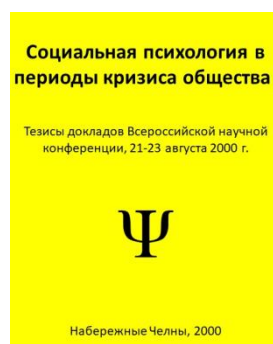 Социальная психология в
периоды кризиса общества
Тезисы докладов Всероссийской научной
конференции, 21-23 августа 2000 г.
Ψ
Набережные Челны, 2000